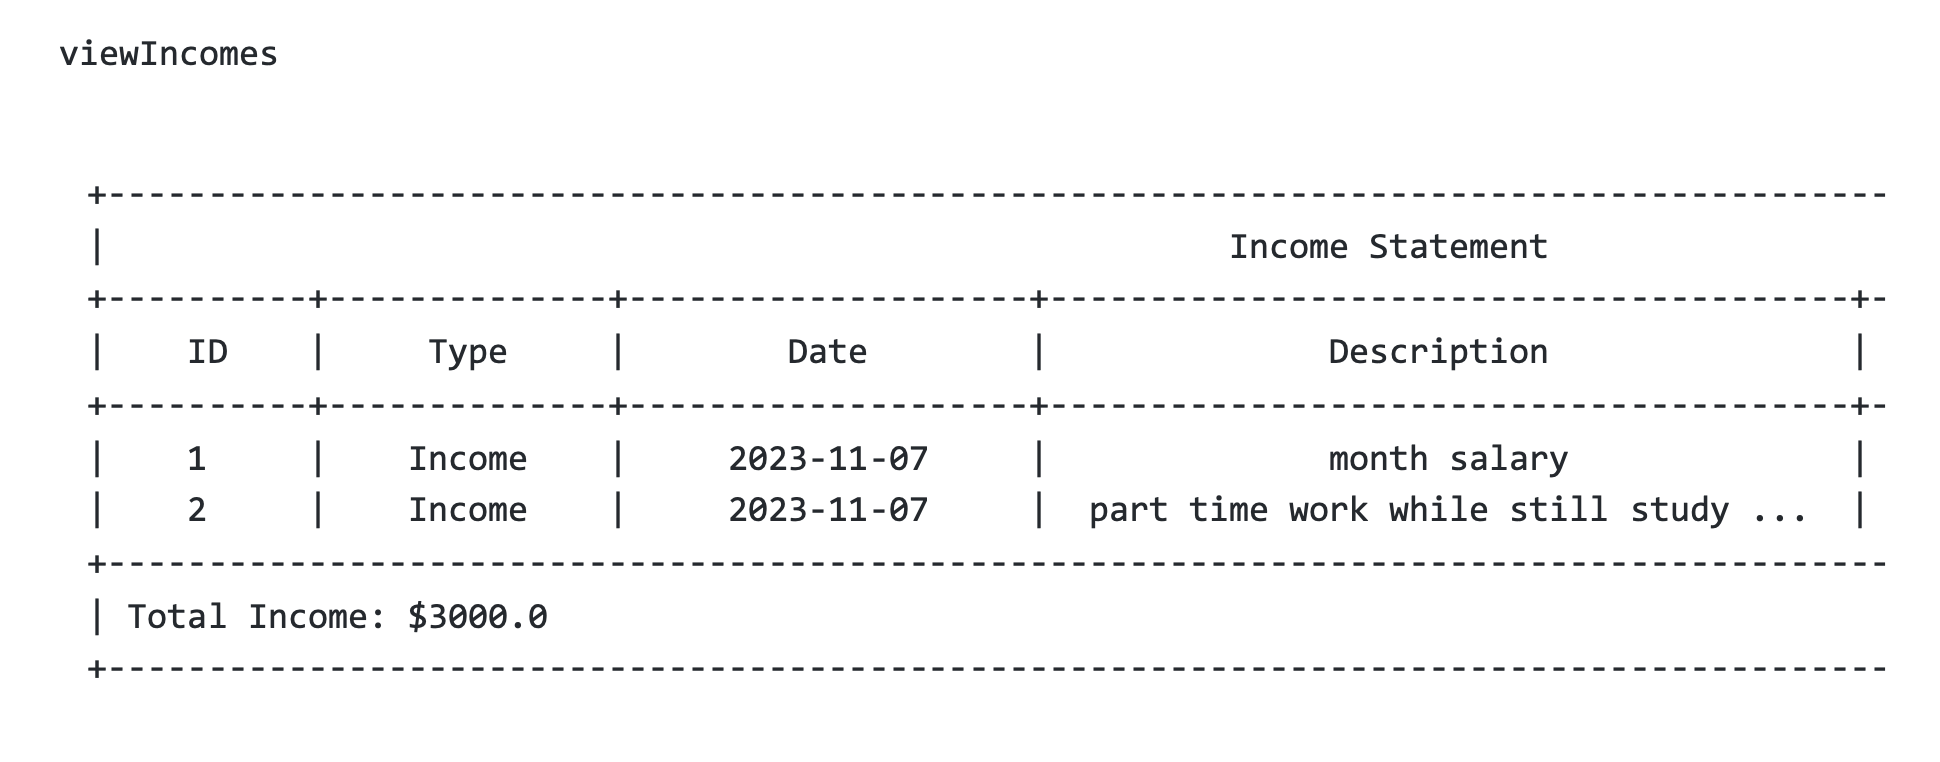 viewIncomes
+-----------------------------------------------------------------------------------------
|                                                        Income Statement
+----------+--------------+--------------------+----------------------------------------+-
|    ID    |     Type     |        Date        |              Description               |
+----------+--------------+--------------------+----------------------------------------+-
|    1     |    Income    |     2023-11-07     |              month salary              |
|    2     |    Income    |     2023-11-07     |  part time work while still study ...  |
+-----------------------------------------------------------------------------------------
| Total Income: $3000.0
+-----------------------------------------------------------------------------------------